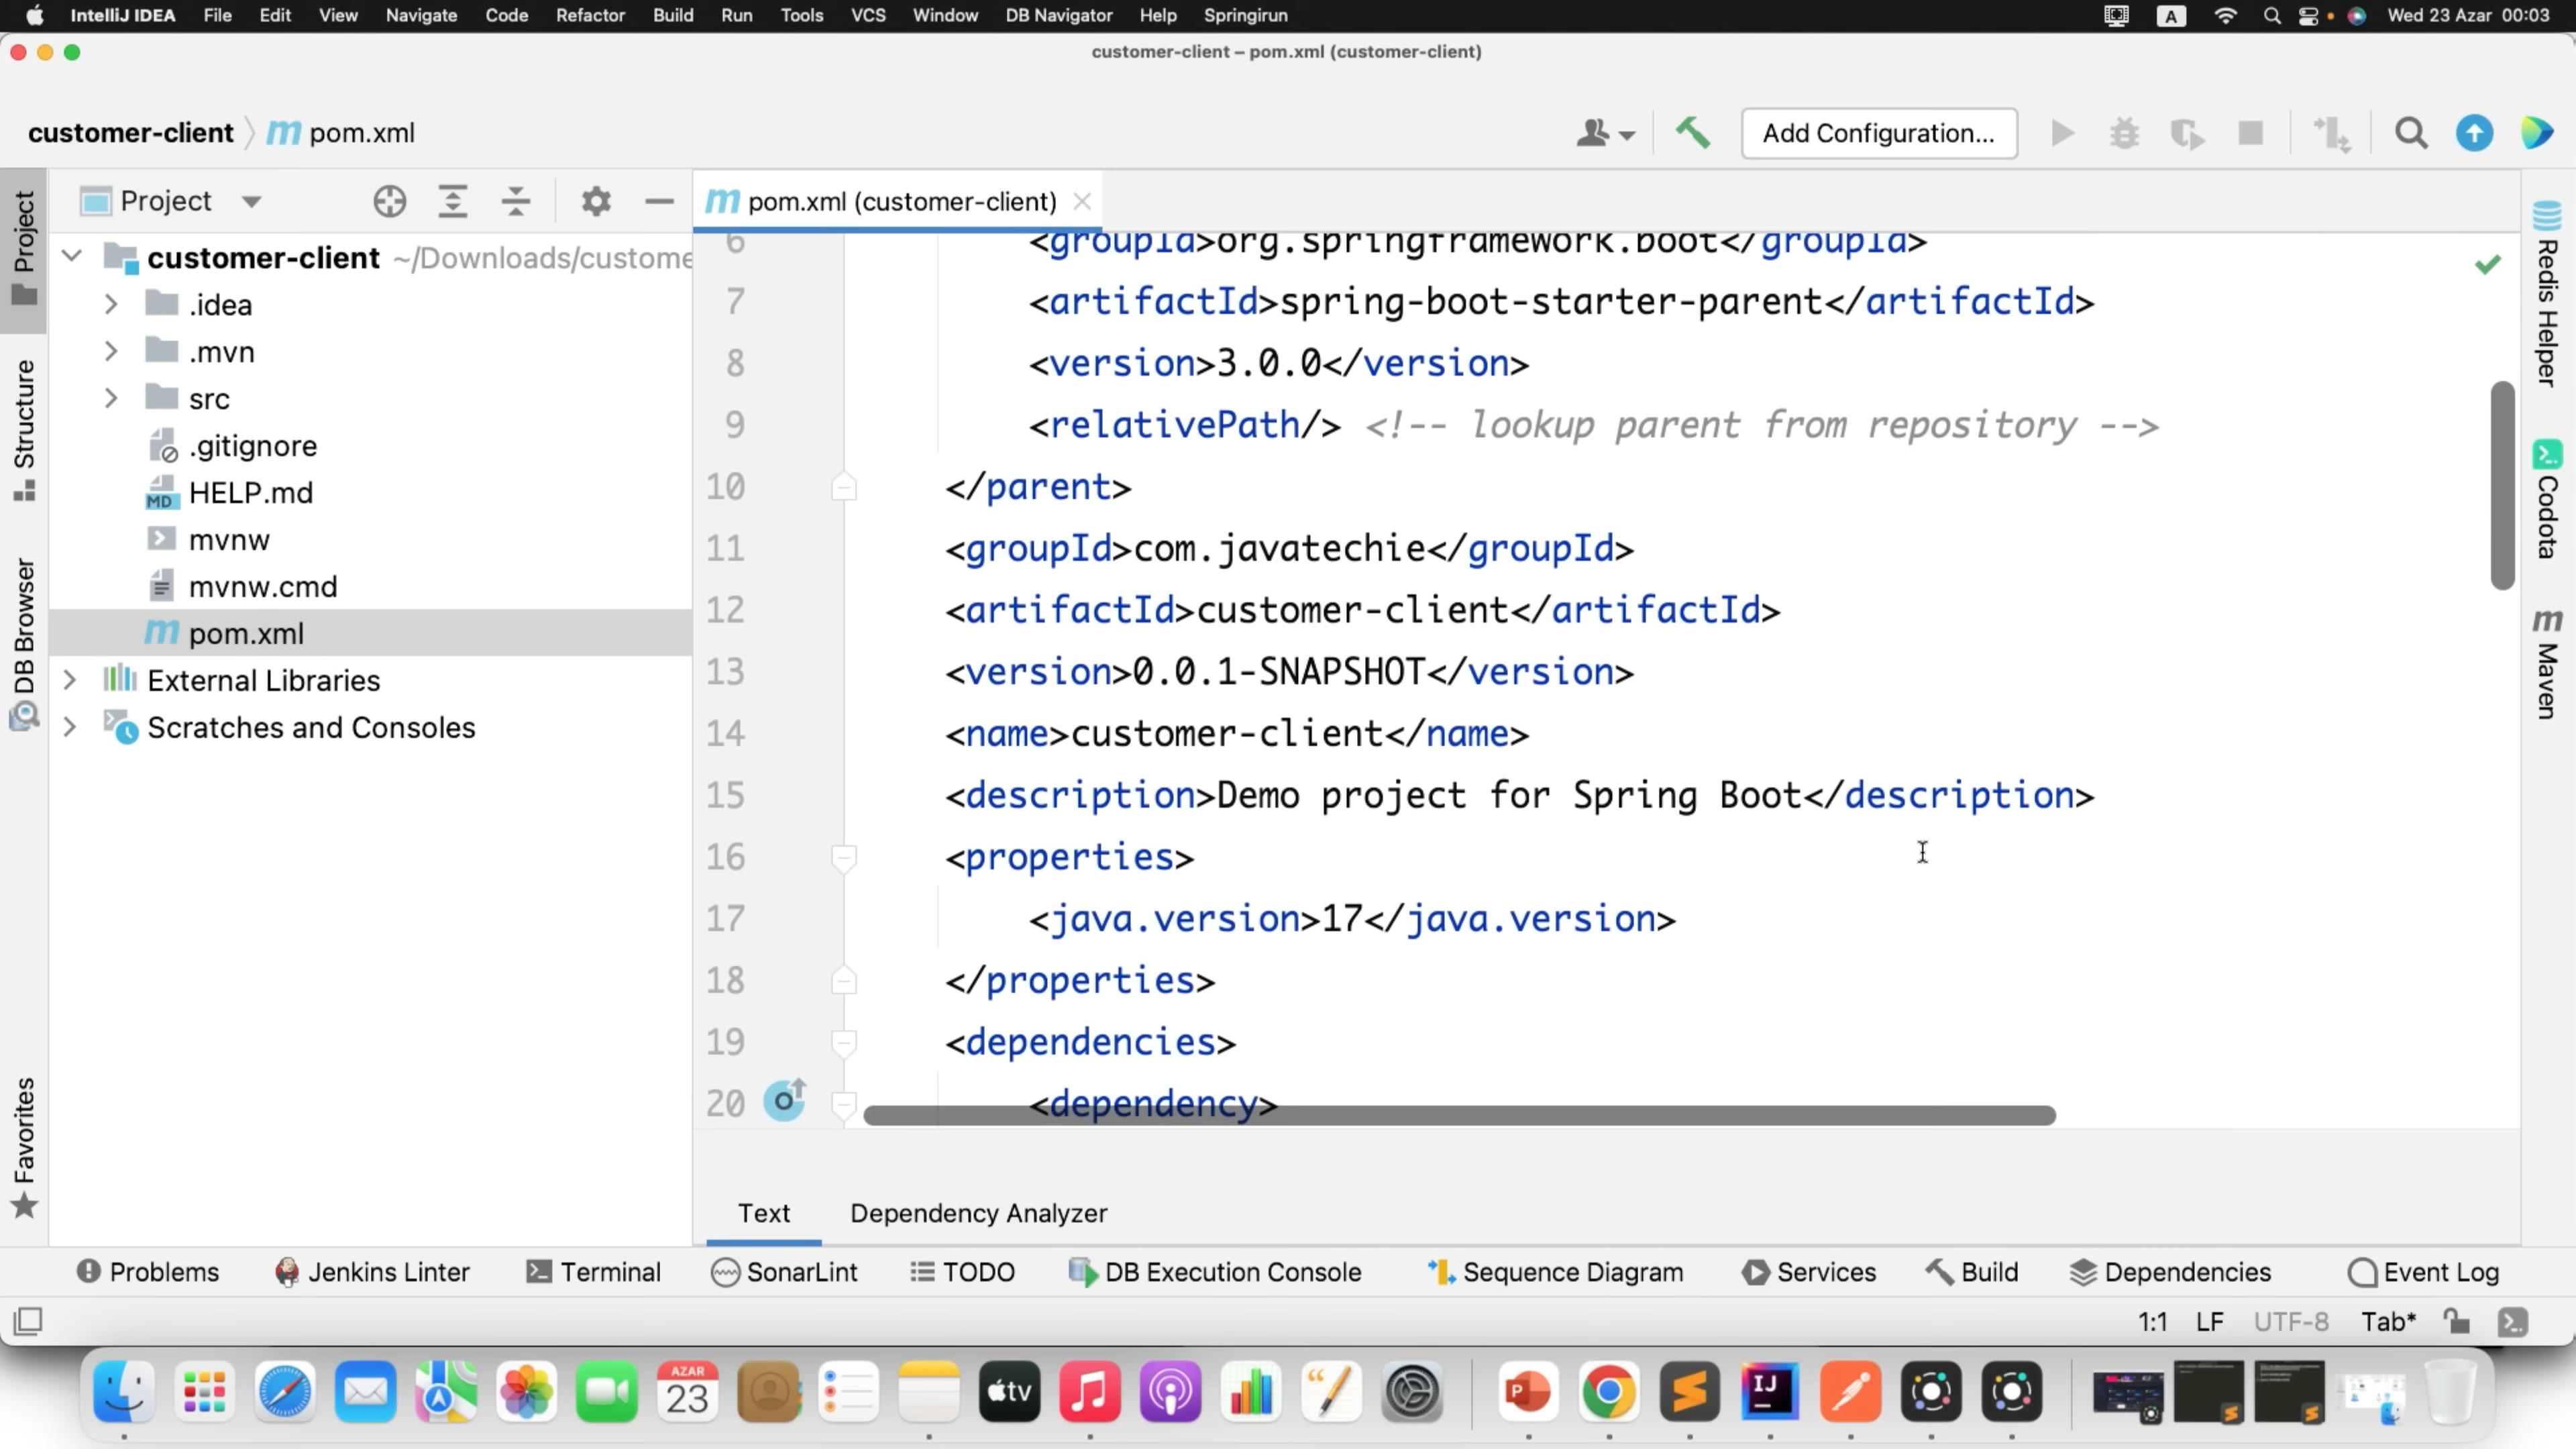 IntelliJ IDEA File Edit View Navigate Code Refactor Build Run Tools VCS Window DB Navigator Help Springirun A Wed 23 Azar 00:03
customer-client – pom.xml (customer-client)
customer-client m pom.xml Add Configuration...
Project
m pom.xml (customer-client)
customer-client ~/Downloads/custome
.idea
.mvn
src
.gitignore
MD HELP.md
mvnw
mvnw.cmd
m pom.xml
External Libraries
Scratches and Consoles
Project
Structure
DB Browser
Favorites
6 <groupId>org.springframework.boot</groupId>
7 <artifactId>spring-boot-starter-parent</artifactId>
8 <version>3.0.0</version>
9 <relativePath/> <!-- lookup parent from repository -->
10 </parent>
11 <groupId>com.javatechie</groupId>
12 <artifactId>customer-client</artifactId>
13 <version>0.0.1-SNAPSHOT</version>
14 <name>customer-client</name>
15 <description>Demo project for Spring Boot</description>
16 <properties>
17 <java.version>17</java.version>
18 </properties>
19 <dependencies>
20 <dependency>
Redis Helper
Codota
m Maven
Text Dependency Analyzer
Problems Jenkins Linter Terminal SonarLint TODO DB Execution Console Sequence Diagram Services Build Dependencies Event Log
1:1 LF UTF-8 Tab*
AZAR
23
tv
P
IJ